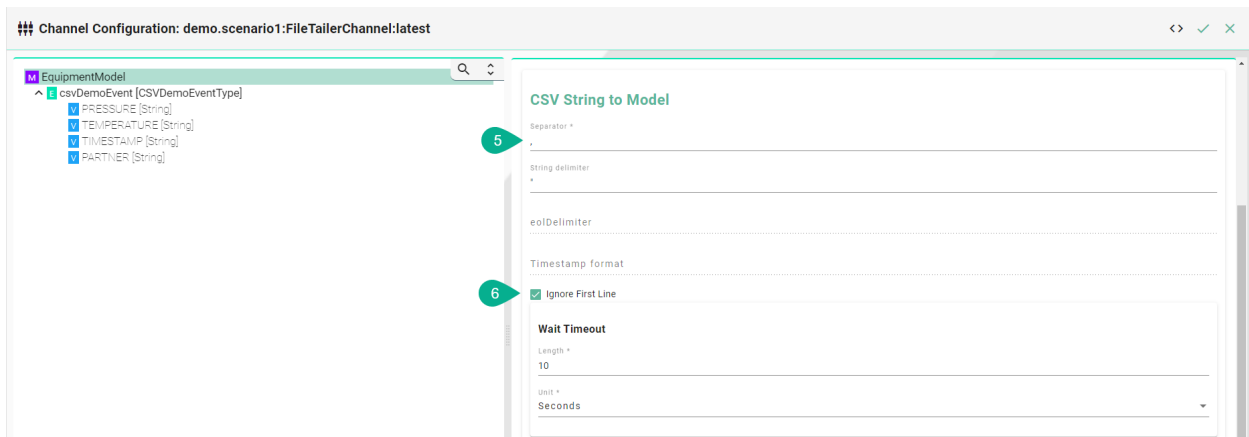 Channel Configuration: demo.scenario1:FileTailerChannel:latest
M EquipmentModel
E csvDemoEvent [CSVDemoEventType]
V PRESSURE [String]
V TEMPERATURE [String]
V TIMESTAMP [String]
V PARTNER [String]
CSV String to Model
Separator *
5
,
String delimiter
"
eolDelimiter
Timestamp format
6
Ignore First Line
Wait Timeout
Length *
10
Unit *
Seconds